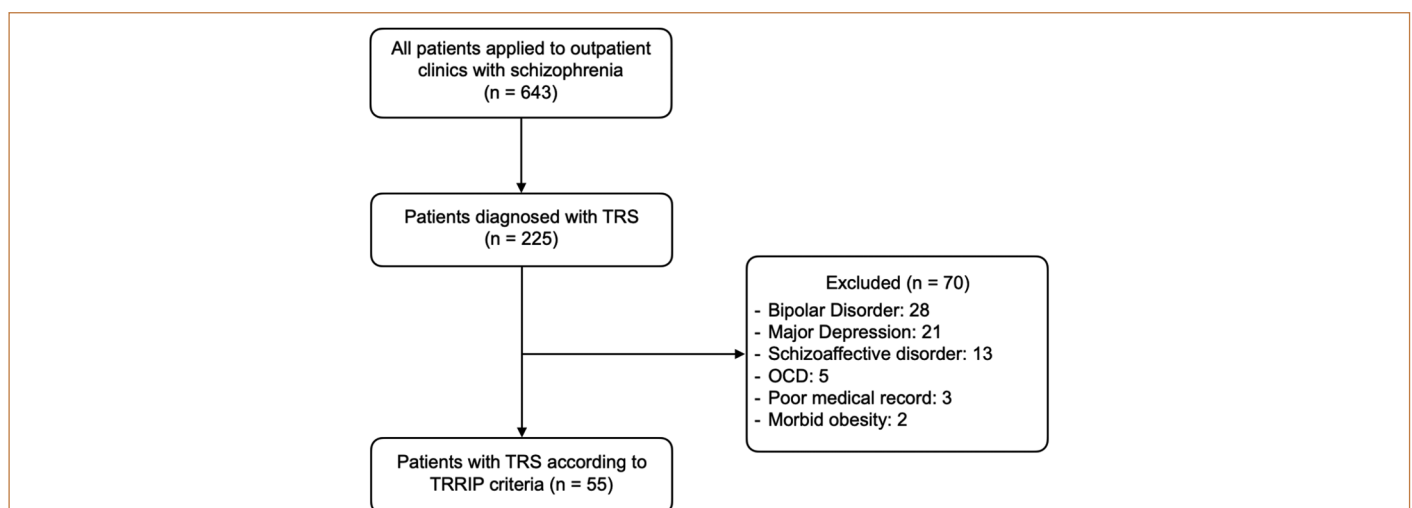 All patients applied to outpatient
clinics with schizophrenia
(n = 643)
Patients diagnosed with TRS
(n = 225)
Excluded (n = 70)
- Bipolar Disorder: 28
- Major Depression: 21
- Schizoaffective disorder: 13
- OCD: 5
- Poor medical record: 3
- Morbid obesity: 2
Patients with TRS according to
TRRIP criteria (n = 55)